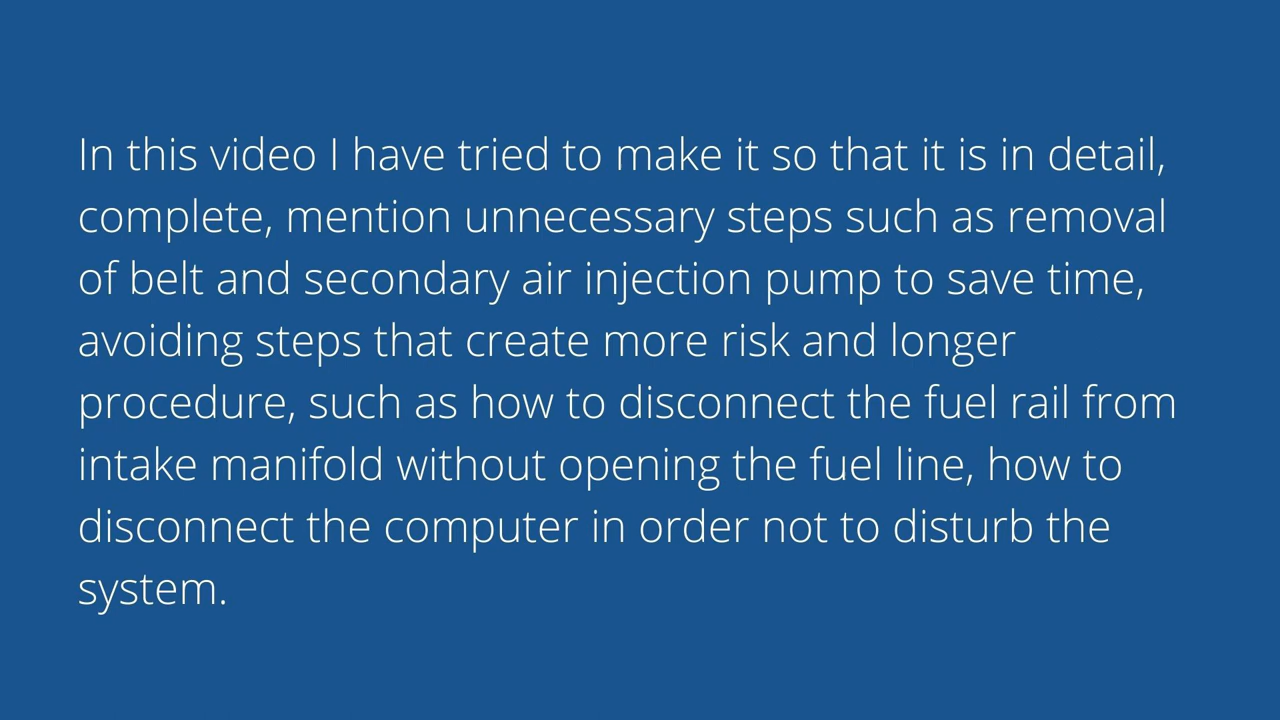 In this video I have tried to make it so that it is in detail,
complete, mention unnecessary steps such as removal
of belt and secondary air injection pump to save time,
avoiding steps that create more risk and longer
procedure, such as how to disconnect the fuel rail from
intake manifold without opening the fuel line, how to
disconnect the computer in order not to disturb the
system.